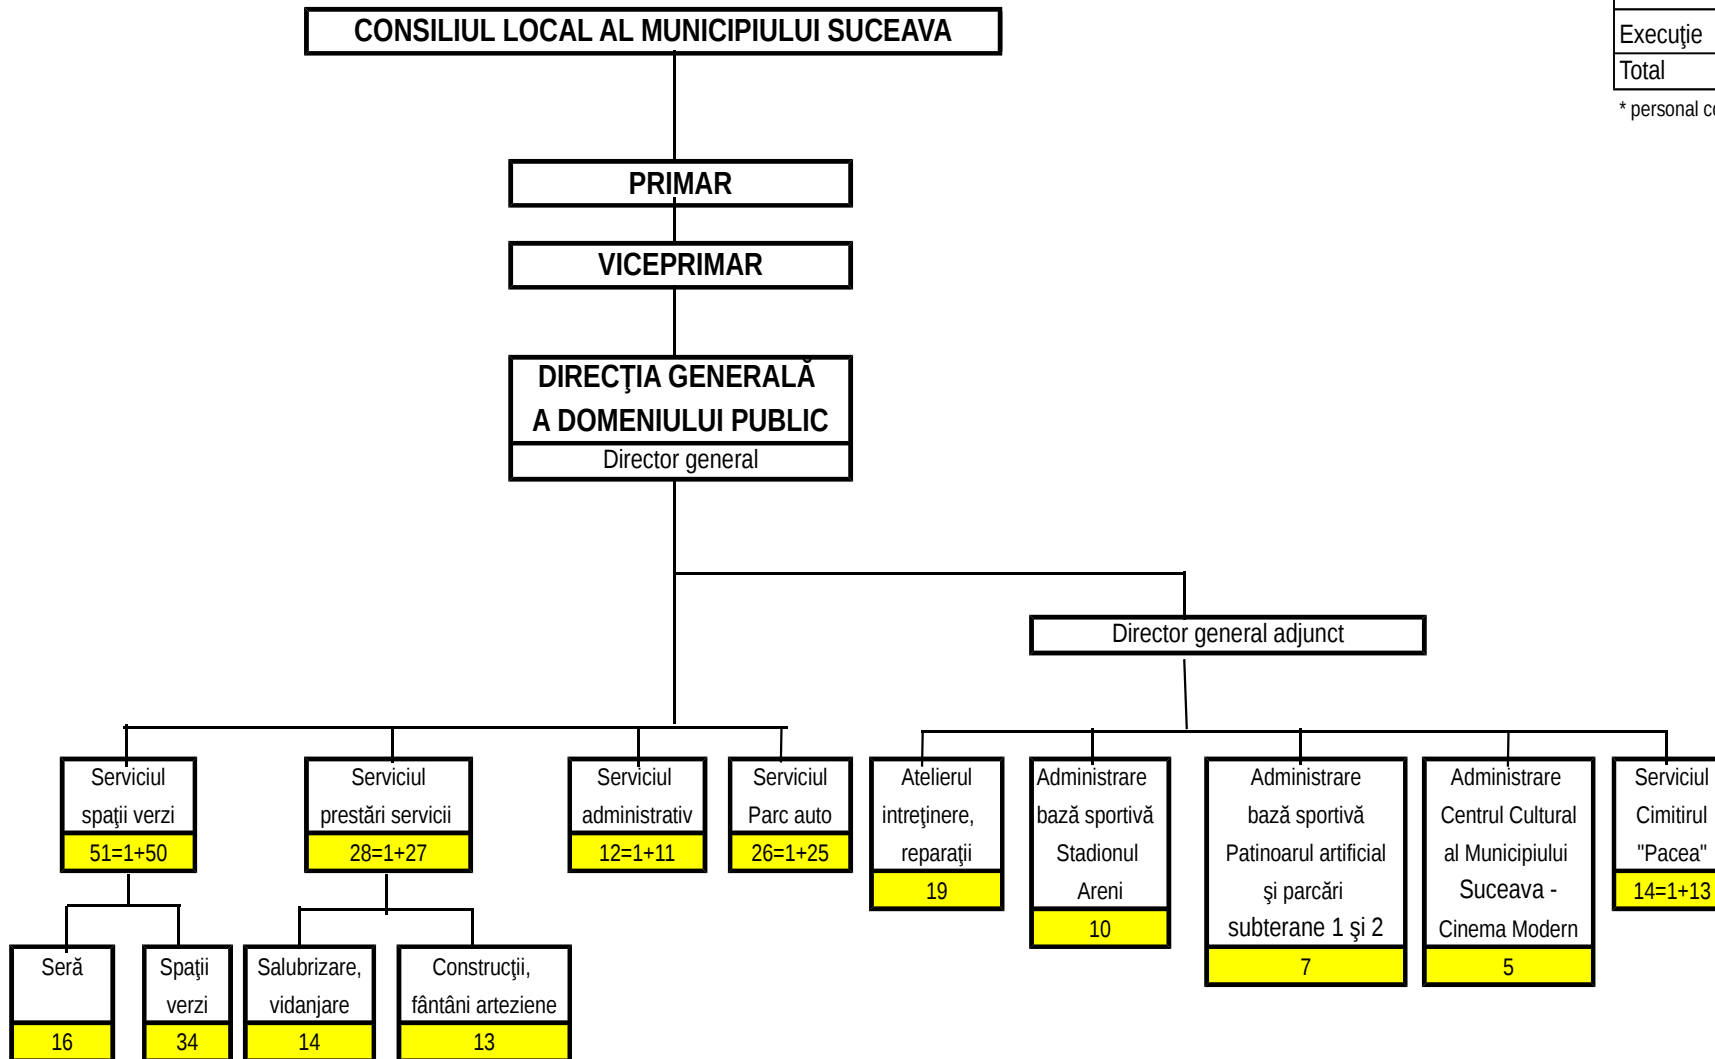 CONSILIUL LOCAL AL MUNICIPIULUI SUCEAVA
Execuţie
Total
* personal
PRIMAR
VICEPRIMAR
DIRECŢIA GENERALĂ
A DOMENIULUI PUBLIC
Director general
Director general adjunct
Serviciul
spaţii verzi
51=1+50
Serviciul
prestări servicii
28=1+27
Serviciul
administrativ
12=1+11
Serviciul
Parc auto
26=1+25
Atelierul
intreţinere,
reparaţii
19
Administrare
bază sportivă
Stadionul
Areni
10
Administrare
bază sportivă
Patinoarul artificial
şi parcări
subterane 1 şi 2
7
Administrare
Centrul Cultural
al Municipiului
Suceava -
Cinema Modern
5
Serviciul
Cimitirul
"Pacea"
14=1+13
Seră
16
Spaţii
verzi
34
Salubrizare,
vidanjare
14
Construcţii,
fântâni arteziene
13